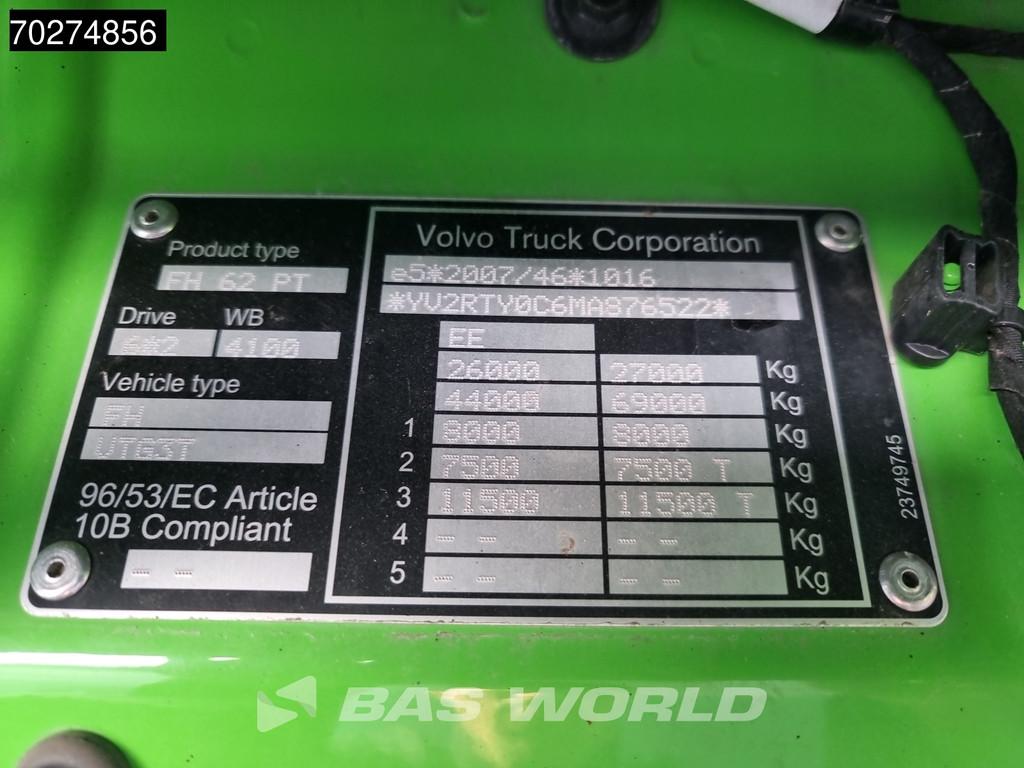 70274856
Product type
FH 62 PT
Drive WB
6*2 4100
Vehicle type
FH
UTG3T
96/53/EC Article
10B Compliant
-- --
Volvo Truck Corporation
e5*2007/46*1016
*YV2RTY0C6MA876522*
EE
26000 27000 Kg
44000 69000 Kg
1 8000 8000 Kg
2 7500 7500 T Kg
3 11500 11500 T Kg
4 -- -- -- -- Kg
5 -- -- -- -- Kg
23749745
BAS WORLD